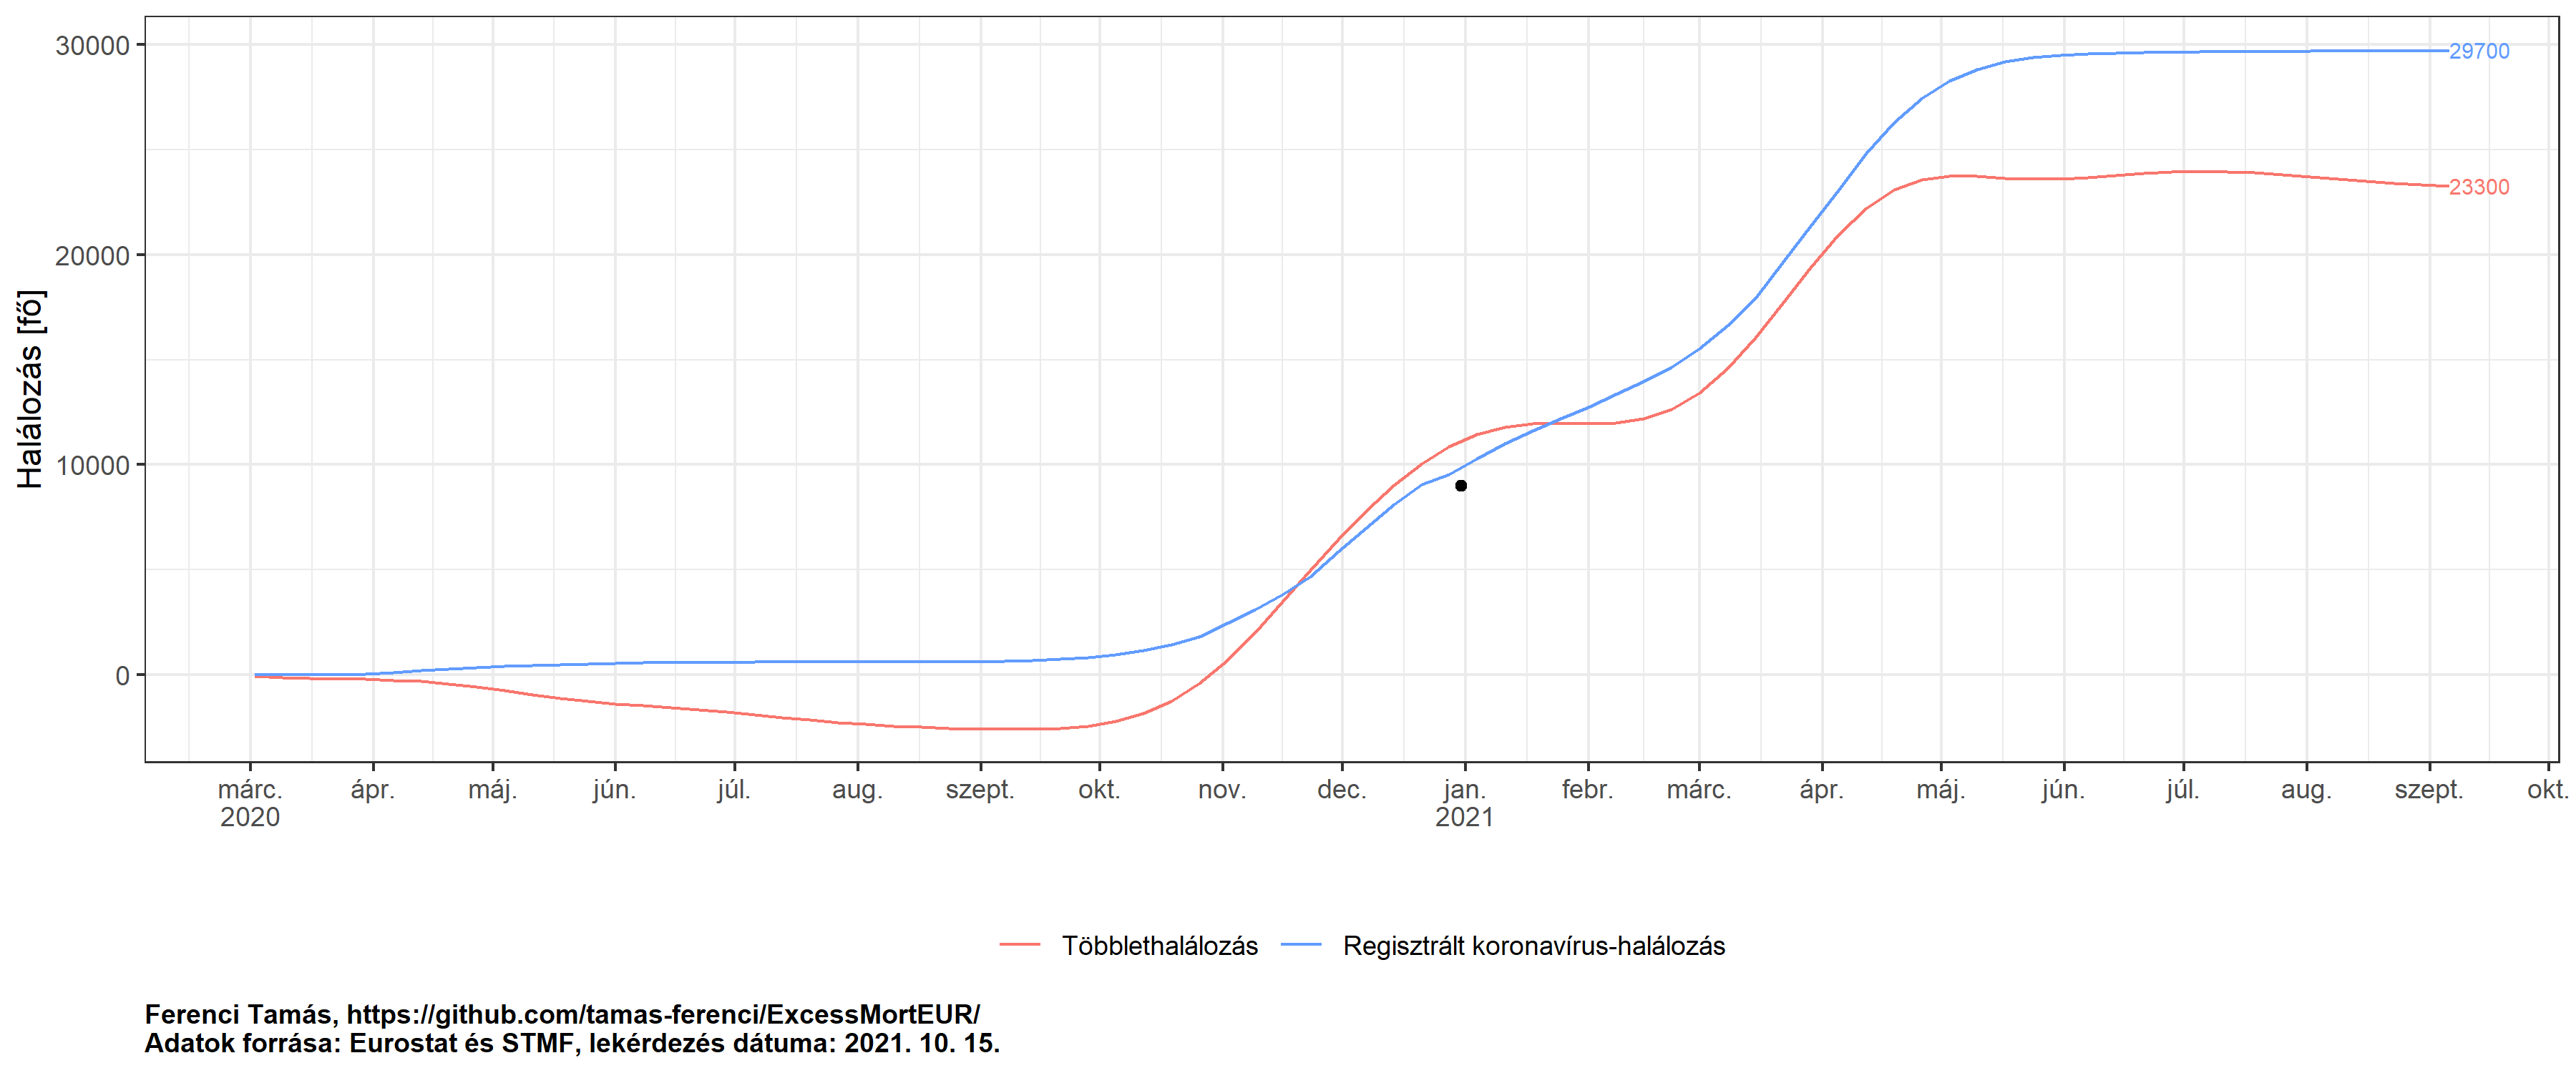 30000
20000
10000
0
Halálozás [fő]
29700
23300
márc. ápr. máj. jún. júl. aug. szept. okt. nov. dec. jan. febr. márc. ápr. máj. jún. júl. aug. szept. okt.
2020 2021
Többlethalálozás Regisztrált koronavírus-halálozás
Ferenci Tamás, https://github.com/tamas-ferenci/ExcessMortEUR/
Adatok forrása: Eurostat és STMF, lekérdezés dátuma: 2021. 10. 15.